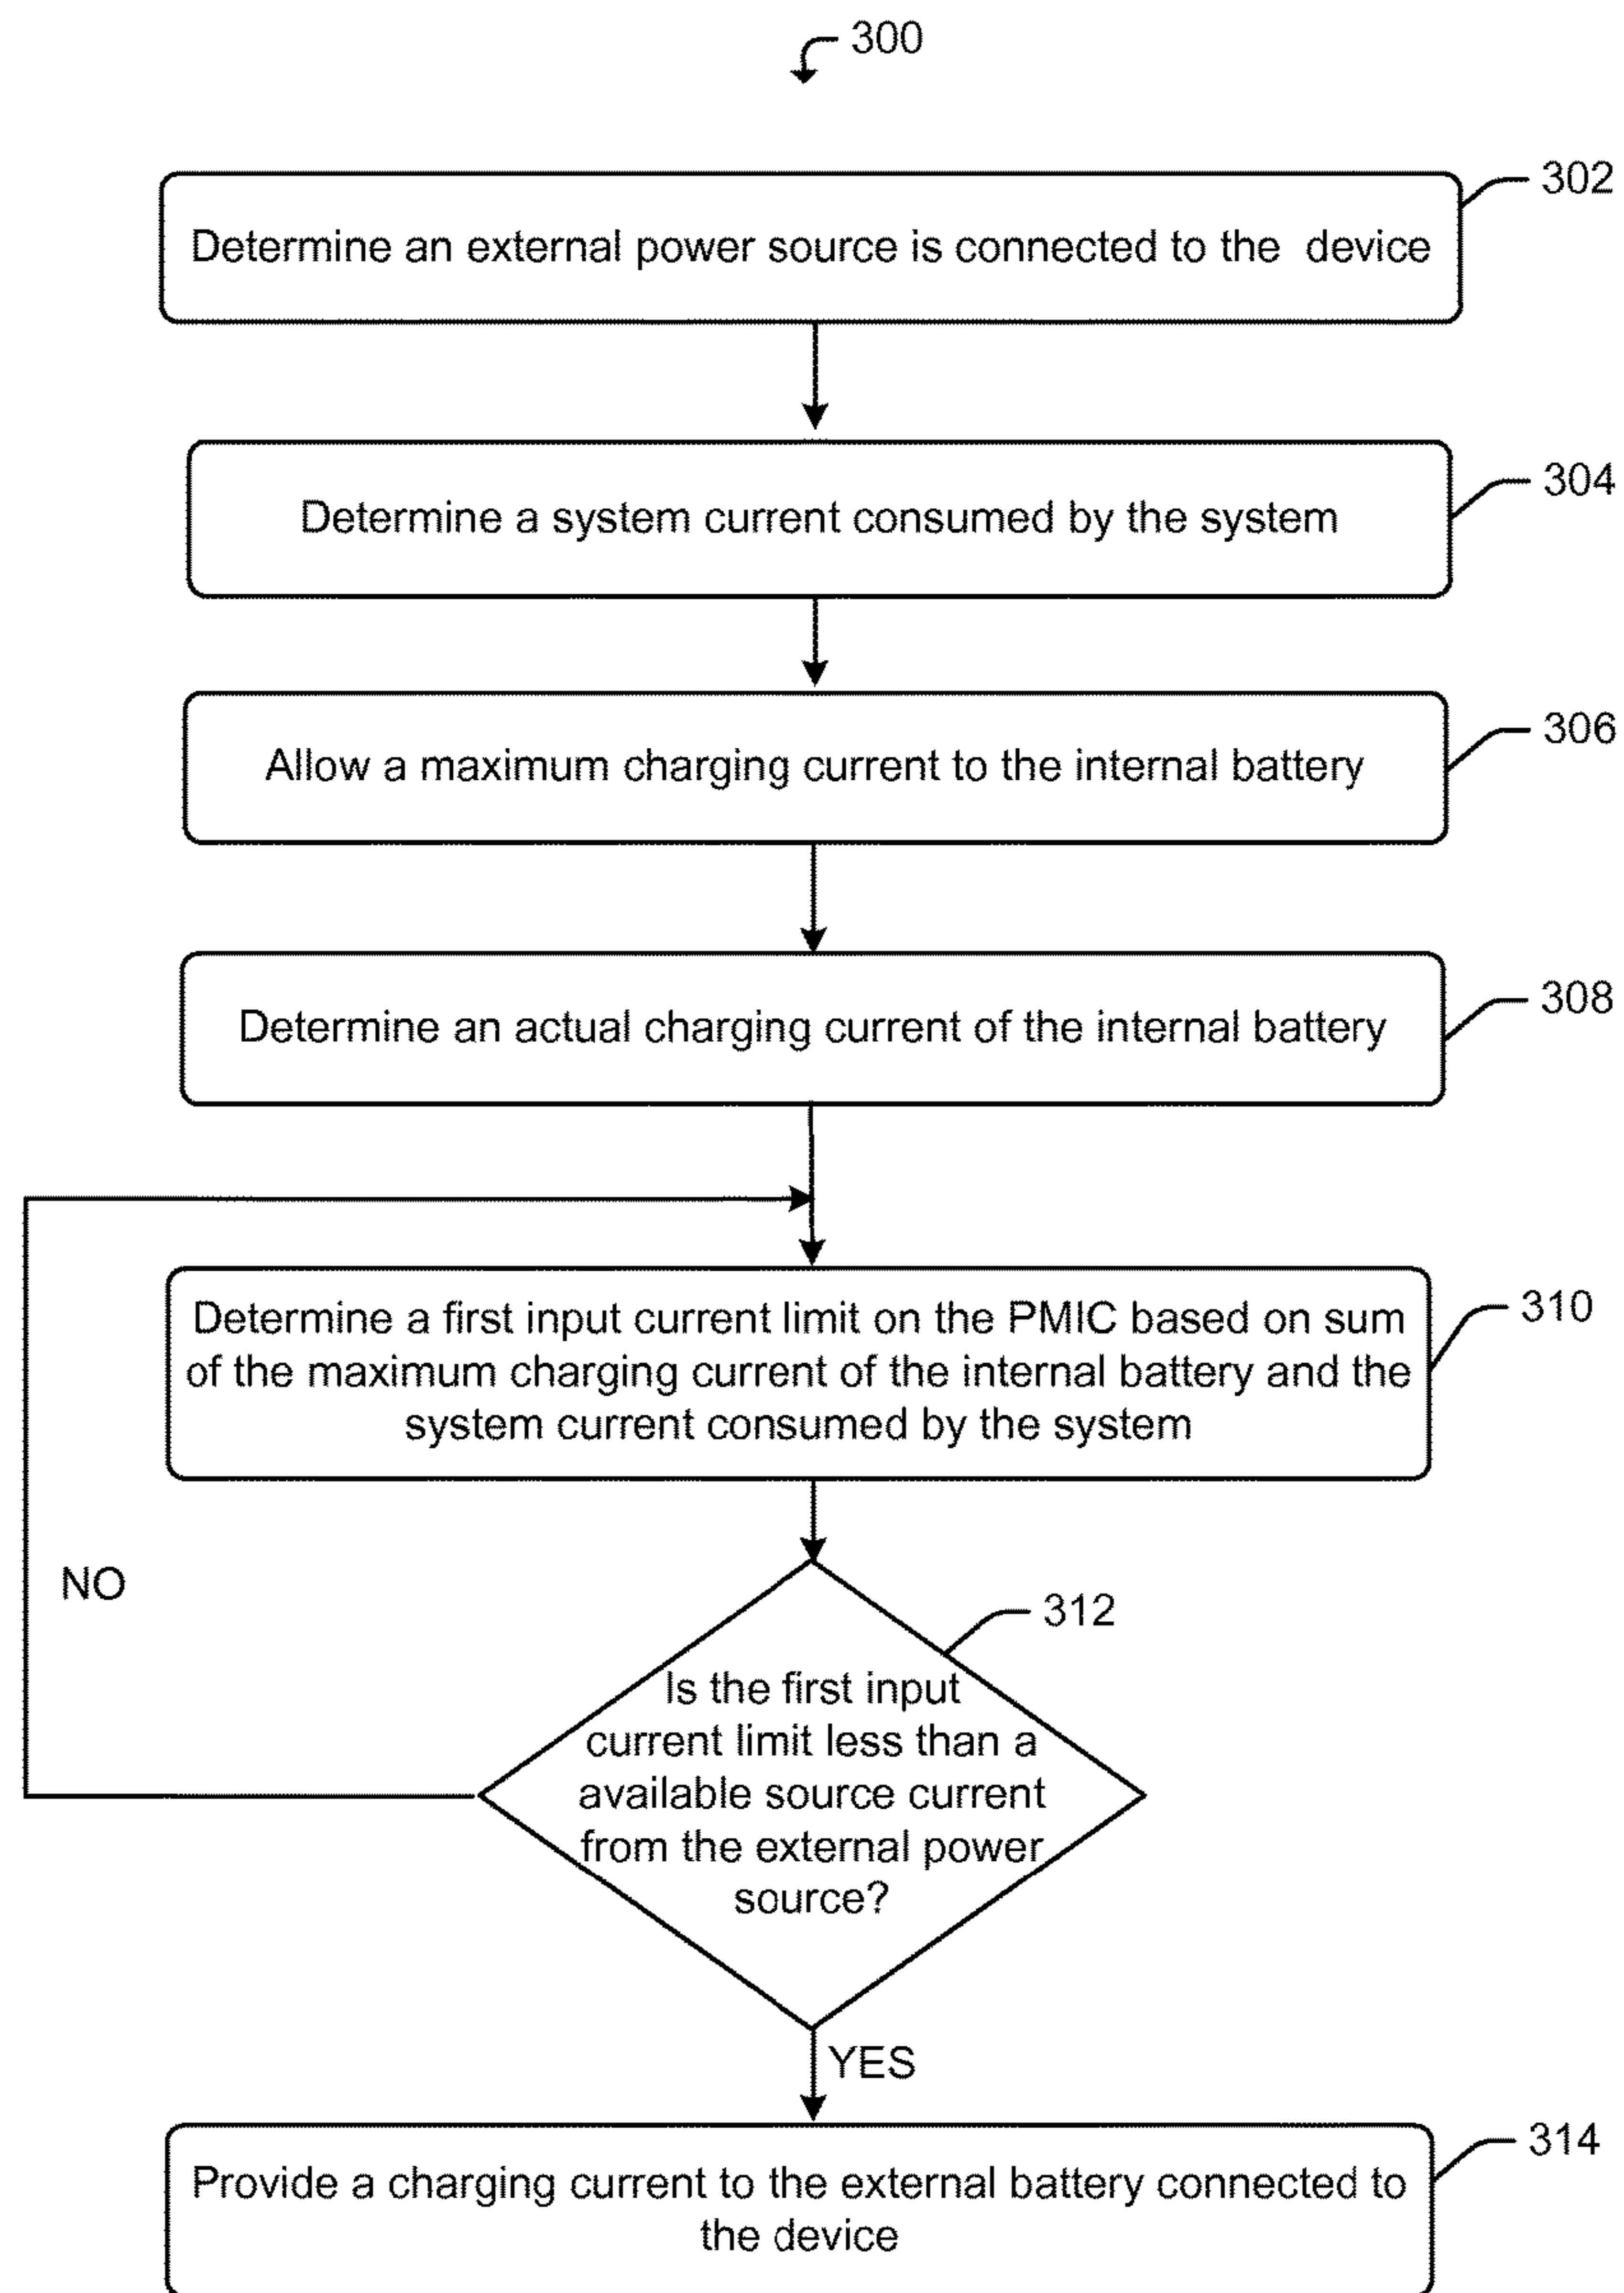 300
302
Determine an external power source is connected to the device
304
Determine a system current consumed by the system
306
Allow a maximum charging current to the internal battery
308
Determine an actual charging current of the internal battery
310
Determine a first input current limit on the PMIC based on sum
of the maximum charging current of the internal battery and the
system current consumed by the system
NO
312
Is the first input
current limit less than a
available source current
from the external power
source?
YES
314
Provide a charging current to the external battery connected to
the device